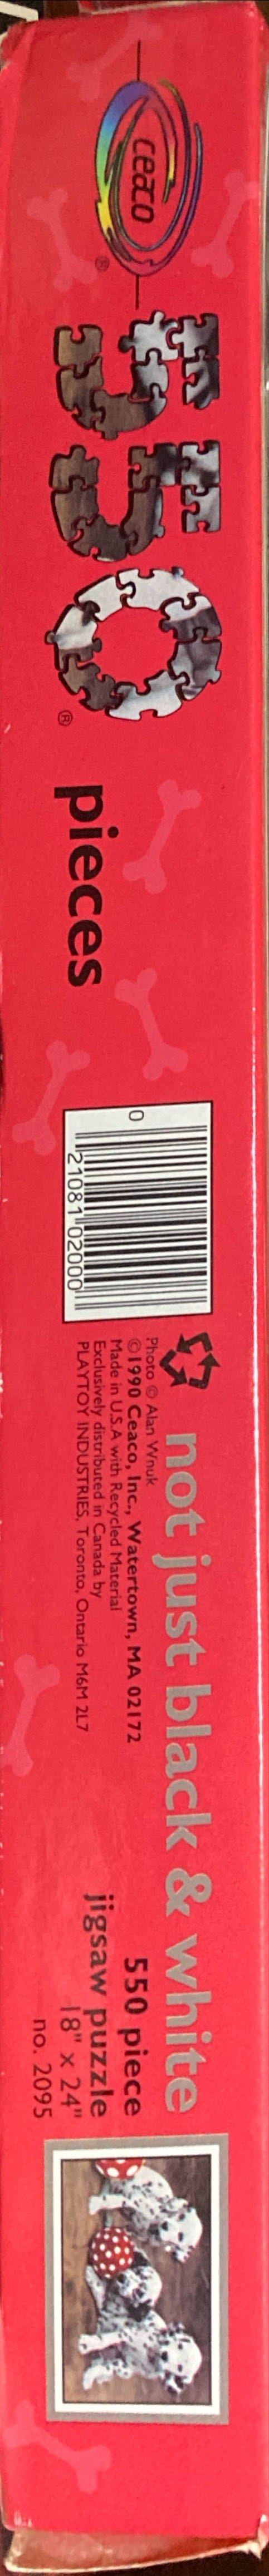 ceaco
®
550®
pieces
0
21081 02000
not just black & white
Photo © Alan Wnuk
©1990 Ceaco, Inc., Watertown, MA 02172
Made in U.S.A with Recycled Material
Exclusively distributed in Canada by
PLAYTOY INDUSTRIES, Toronto, Ontario M6M 2L7
550 piece
jigsaw puzzle
18" x 24"
no. 2095